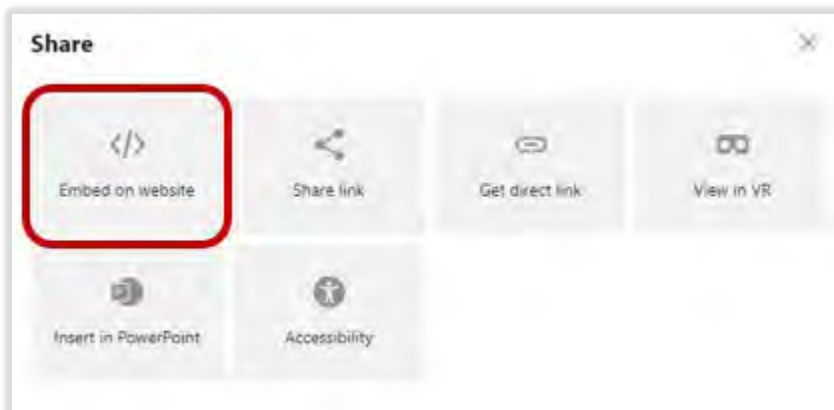 Share
Embed on website
Share link
Get direct link
View in VR
Insert in PowerPoint
Accessibility